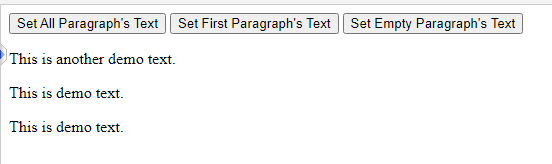 Set All Paragraph's Text Set First Paragraph's Text Set Empty Paragraph's Text
This is another demo text.
This is demo text.
This is demo text.